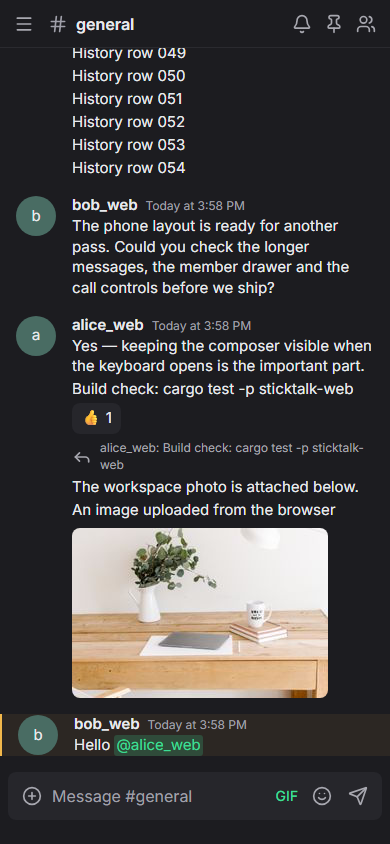 # general
History row 049
History row 050
History row 051
History row 052
History row 053
History row 054
b
bob_web Today at 3:58 PM
The phone layout is ready for another
pass. Could you check the longer
messages, the member drawer and the
call controls before we ship?
a
alice_web Today at 3:58 PM
Yes — keeping the composer visible when
the keyboard opens is the important part.
Build check: cargo test -p sticktalk-web
👍 1
alice_web: Build check: cargo test -p sticktalk-
web
The workspace photo is attached below.
An image uploaded from the browser
b
bob_web Today at 3:58 PM
Hello @alice_web
Message #general GIF